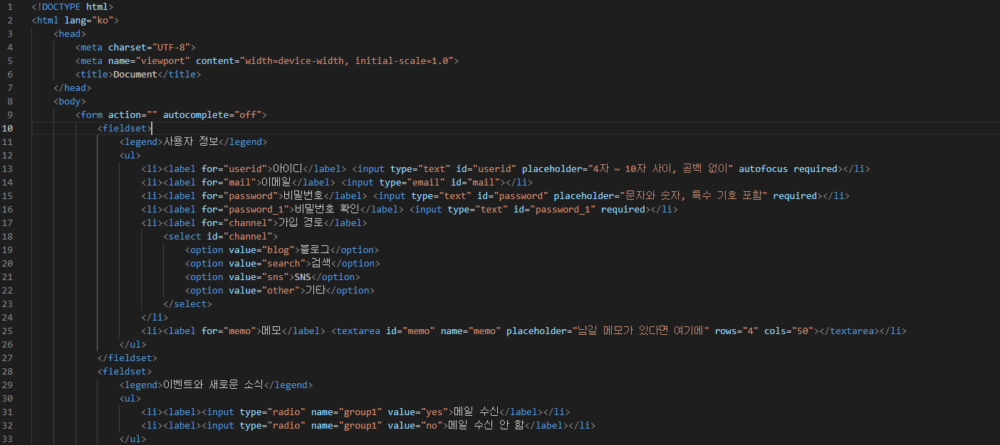 1 <!DOCTYPE html>
2 <html lang="ko">
3 <head>
4 <meta charset="UTF-8">
5 <meta name="viewport" content="width=device-width, initial-scale=1.0">
6 <title>Document</title>
7 </head>
8 <body>
9 <form action="" autocomplete="off">
10 <fieldset>
11 <legend>사용자 정보</legend>
12 <ul>
13 <li><label for="userid">아이디</label> <input type="text" id="userid" placeholder="4자 ~ 10자 사이, 공백 없이" autofocus required></li>
14 <li><label for="mail">이메일</label> <input type="email" id="mail"></li>
15 <li><label for="password">비밀번호</label> <input type="text" id="password" placeholder="문자와 숫자, 특수 기호 포함" required></li>
16 <li><label for="password_1">비밀번호 확인</label> <input type="text" id="password_1" required></li>
17 <li><label for="channel">가입 경로</label>
18 <select id="channel">
19 <option value="blog">블로그</option>
20 <option value="search">검색</option>
21 <option value="sns">SNS</option>
22 <option value="other">기타</option>
23 </select>
24 </li>
25 <li><label for="memo">메모</label> <textarea id="memo" name="memo" placeholder="남길 메모가 있다면 여기에" rows="4" cols="50"></textarea></li>
26 </ul>
27 </fieldset>
28 <fieldset>
29 <legend>이벤트와 새로운 소식</legend>
30 <ul>
31 <li><label><input type="radio" name="group1" value="yes">메일 수신</label></li>
32 <li><label><input type="radio" name="group1" value="no">메일 수신 안 함</label></li>
33 </ul>